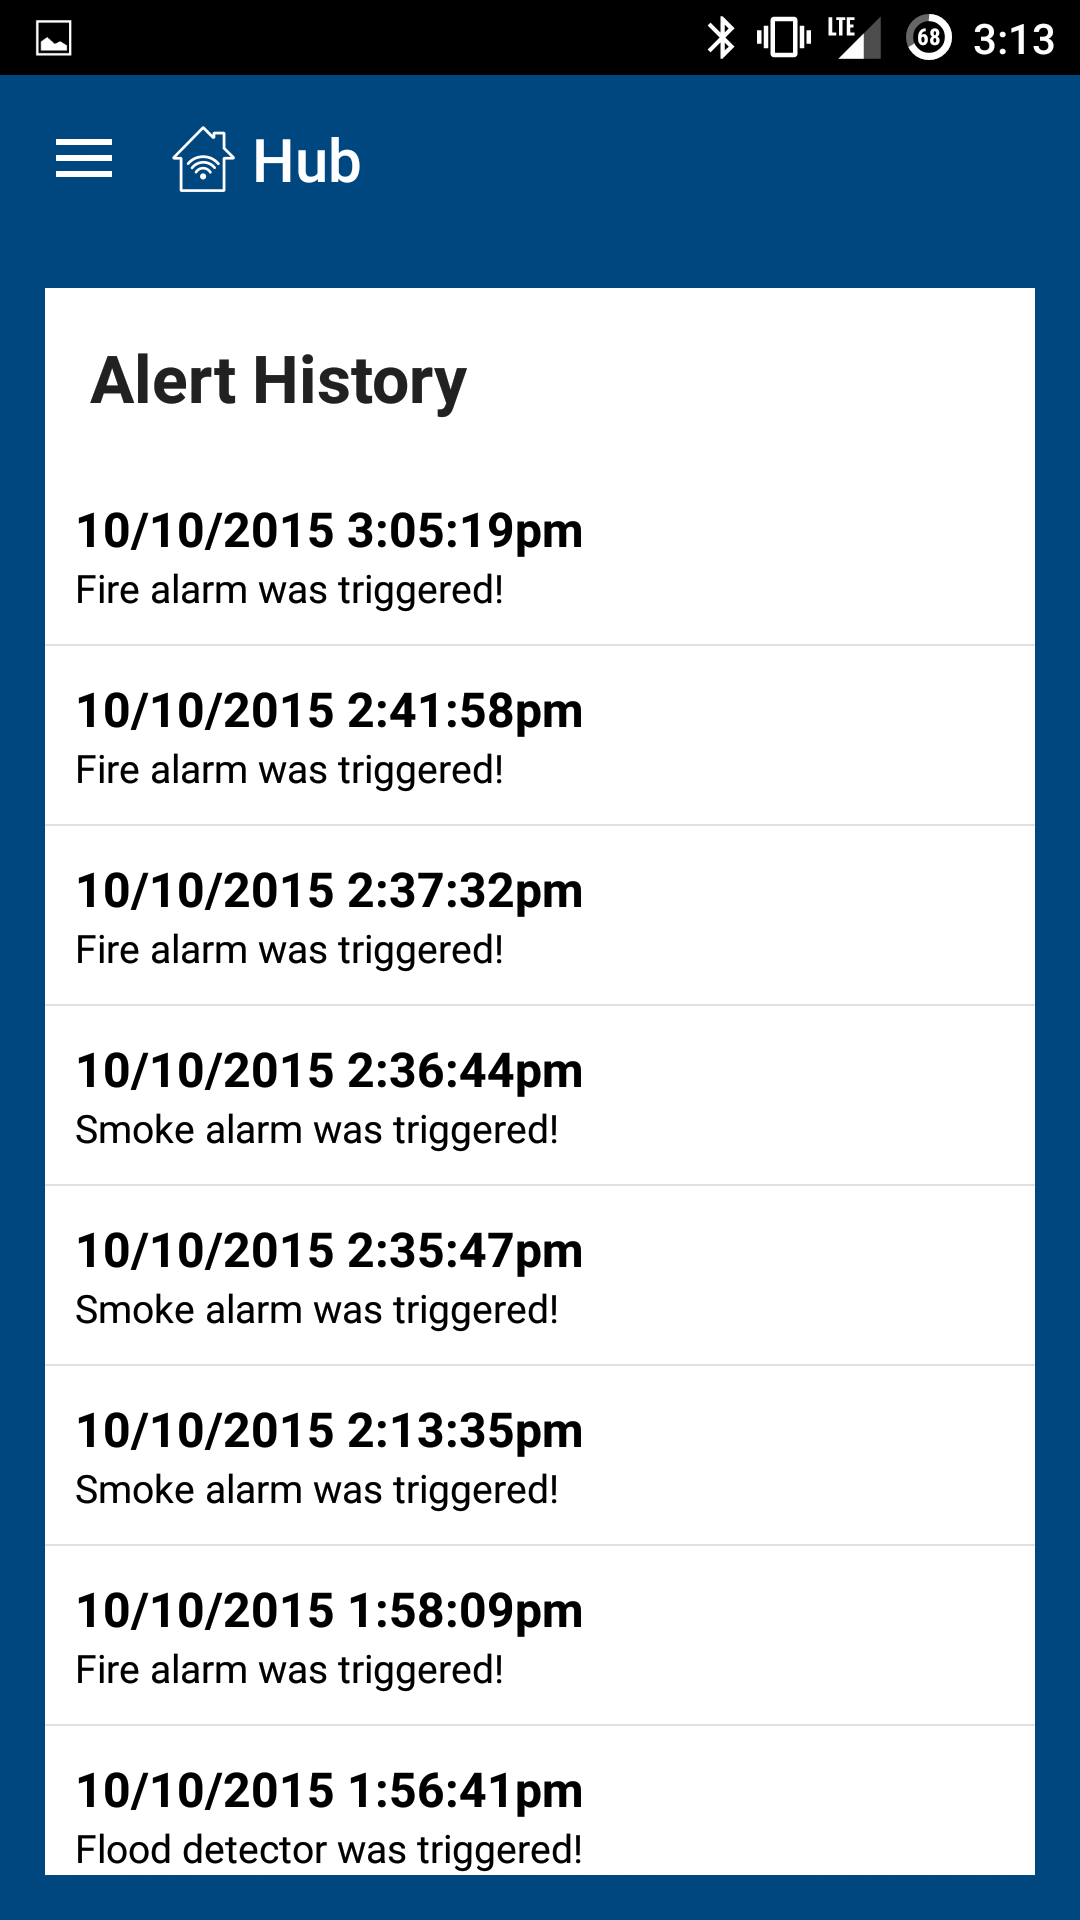 LTE 68 3:13
Hub
Alert History
10/10/2015 3:05:19pm
Fire alarm was triggered!
10/10/2015 2:41:58pm
Fire alarm was triggered!
10/10/2015 2:37:32pm
Fire alarm was triggered!
10/10/2015 2:36:44pm
Smoke alarm was triggered!
10/10/2015 2:35:47pm
Smoke alarm was triggered!
10/10/2015 2:13:35pm
Smoke alarm was triggered!
10/10/2015 1:58:09pm
Fire alarm was triggered!
10/10/2015 1:56:41pm
Flood detector was triggered!